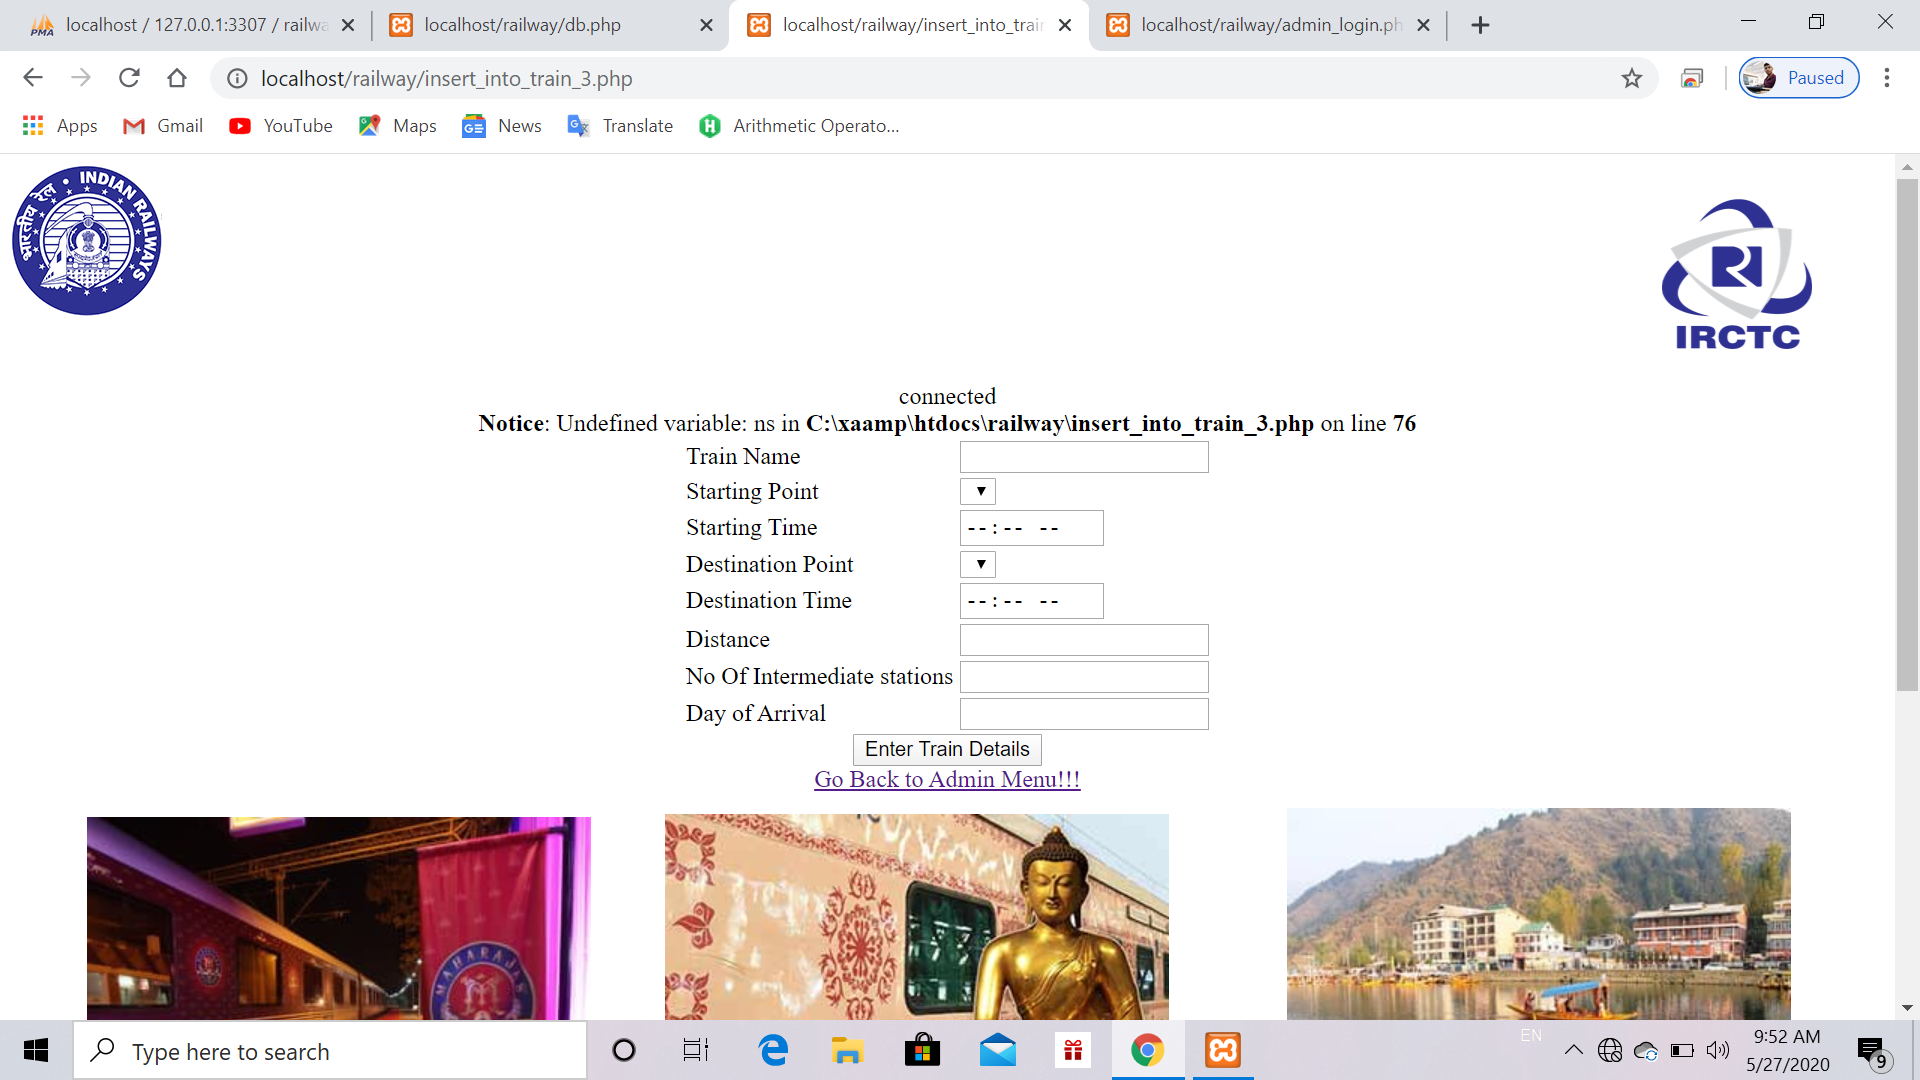 localhost / 127.0.0.1:3307 / railwa
localhost/railway/db.php
localhost/railway/insert_into_train
localhost/railway/admin_login.ph
localhost/railway/insert_into_train_3.php
Paused
Apps
Gmail
YouTube
Maps
News
Translate
Arithmetic Operato...
भारतीय रेल • INDIAN RAILWAYS
IRCTC
connected
Notice: Undefined variable: ns in C:\xaamp\htdocs\railway\insert_into_train_3.php on line 76
Train Name
Starting Point
Starting Time --:-- --
Destination Point
Destination Time --:-- --
Distance
No Of Intermediate stations
Day of Arrival
Enter Train Details
Go Back to Admin Menu!!!
MAHARAJA
Type here to search
EN
9:52 AM
5/27/2020
9